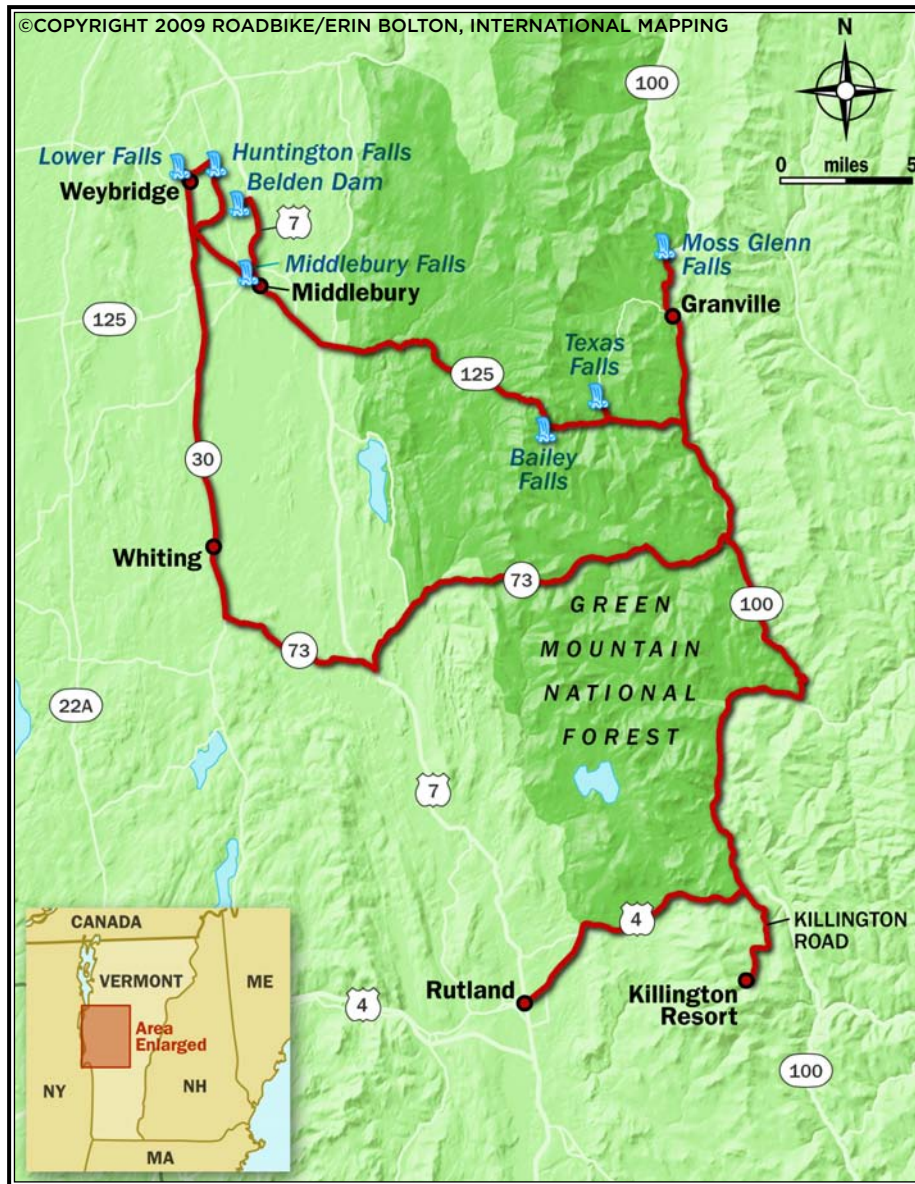 ©COPYRIGHT 2009 ROADBIKE/ERIN BOLTON, INTERNATIONAL MAPPING
N
100
0 miles 5
Lower Falls
Weybridge
Huntington Falls
Belden Dam
7
Middlebury Falls
Middlebury
Moss Glenn
Falls
Granville
125
125
Texas
Falls
Bailey
Falls
30
Whiting
73
73
100
GREEN
MOUNTAIN
NATIONAL
FOREST
22A
7
4
KILLINGTON
ROAD
Rutland
Killington
Resort
4
100
CANADA
VERMONT
ME
Area
Enlarged
NY
NH
MA